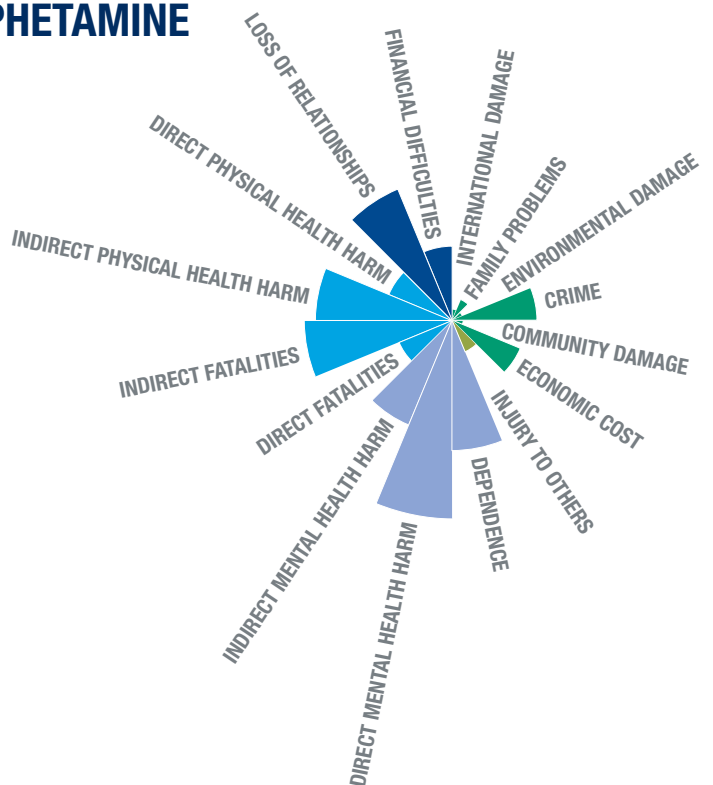 PHETAMINE
LOSS OF RELATIONSHIPS
FINANCIAL DIFFICULTIES
INTERNATIONAL DAMAGE
FAMILY PROBLEMS
ENVIRONMENTAL DAMAGE
CRIME
COMMUNITY DAMAGE
ECONOMIC COST
INJURY TO OTHERS
DEPENDENCE
DIRECT MENTAL HEALTH HARM
INDIRECT MENTAL HEALTH HARM
DIRECT FATALITIES
INDIRECT FATALITIES
INDIRECT PHYSICAL HEALTH HARM
DIRECT PHYSICAL HEALTH HARM